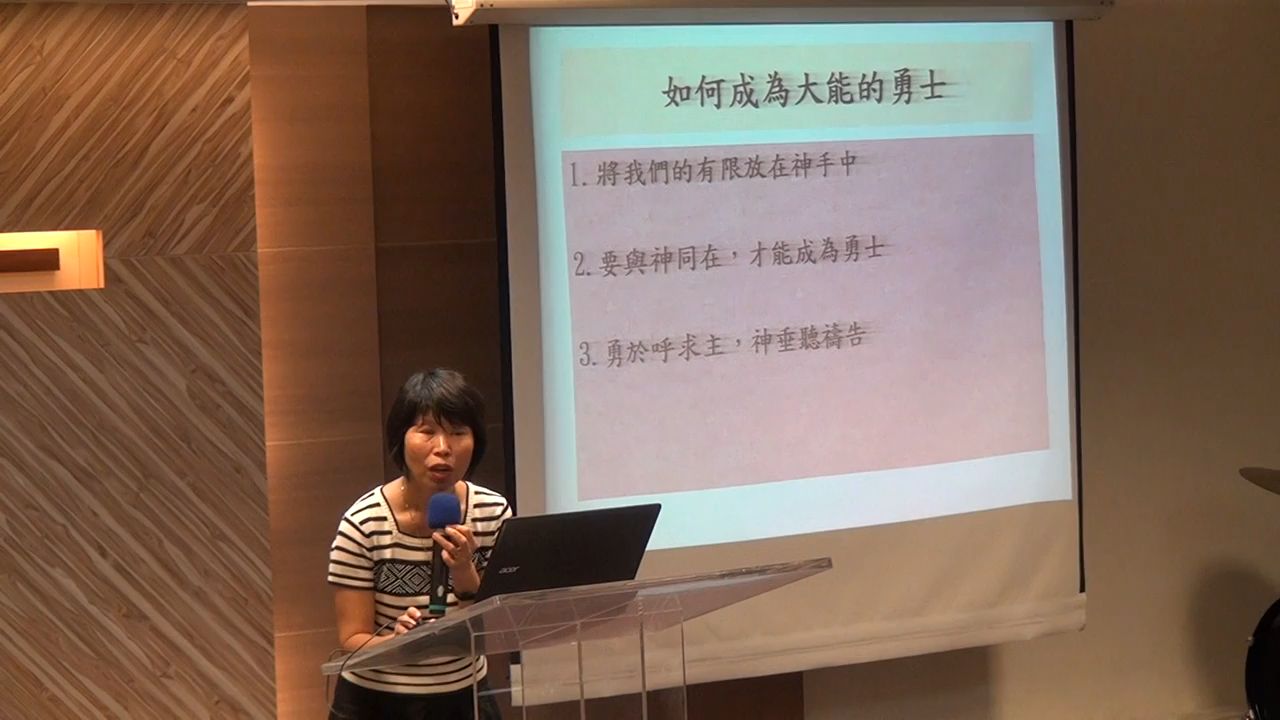 如何成為大能的勇士
1.將我們的有限放在神手中
2.要與神同在，才能成為勇士
3.勇於呼求主，神垂聽禱告
acer